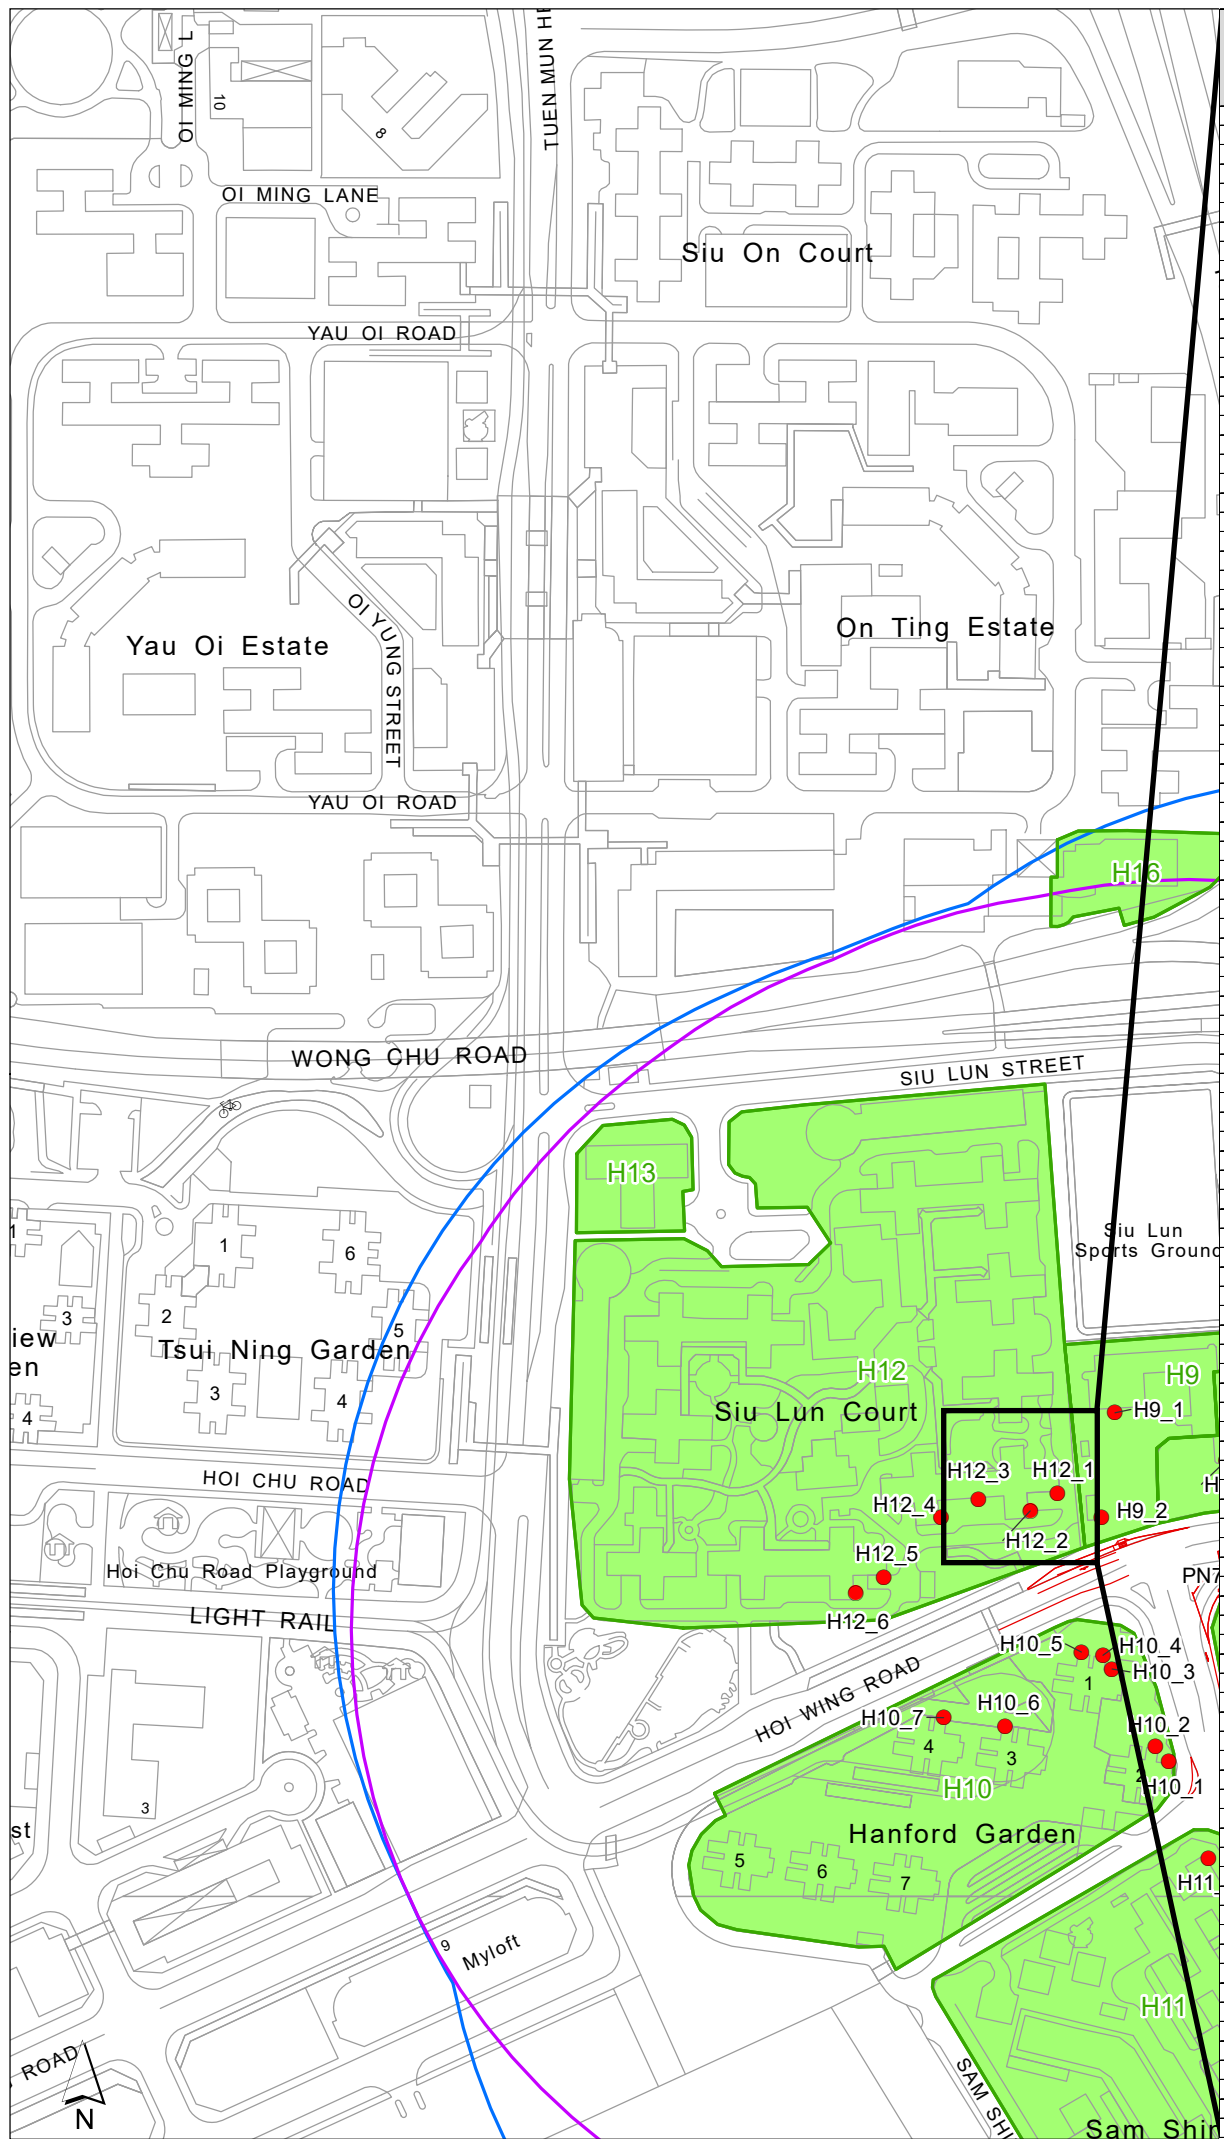 OI MING L
10
8
TUEN MUN HE
OI MING LANE
Siu On Court
YAU OI ROAD
OI YUNG STREET
Yau Oi Estate
On Ting Estate
YAU OI ROAD
H16
WONG CHU ROAD
SIU LUN STREET
H13
Siu Lun
Sports Ground
1
1
6
2
3
5
iew
en
Tsui Ning Garden
3
4
4
H12
H9
Siu Lun Court
H9_1
HOI CHU ROAD
H12_3
H12_1
H
H12_4
H9_2
H12_2
H12_5
Hoi Chu Road Playground
PN7
LIGHT RAIL
H12_6
H10_5
H10_4
H10_3
1
HOI WING ROAD
H10_7
H10_6
H10_2
4
3
2
H10_1
H10
3
st
Hanford Garden
5
6
7
H11_
9
Myloft
H11
ROAD
SAM SHI
N
Sam Shin